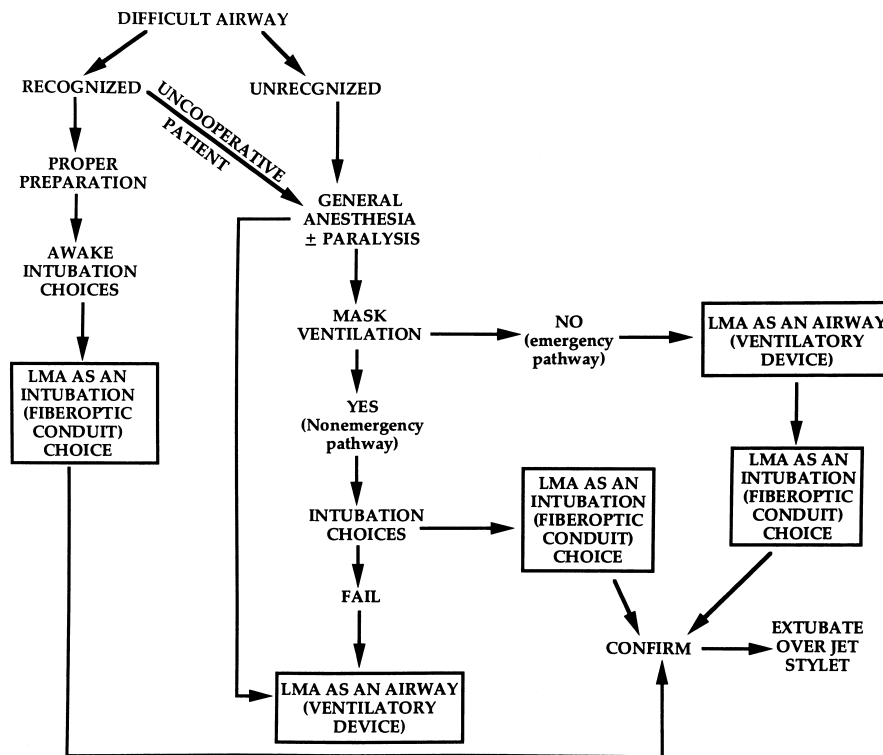 DIFFICULT AIRWAY
RECOGNIZED
UNRECGNIZED
UNCOOPERATIVE
PATIENT
PROPER
PREPARATION
GENERAL
ANESTHESIA
± PARALYSIS
AWAKE
INTUBATION
CHOICES
MASK
VENTILATION
NO
(emergency
pathway)
LMA AS AN AIRWAY
(VENTILATORY
DEVICE)
LMA AS AN
INTUBATION
(FIBEROPTIC
CONDUIT)
CHOICE
YES
(Nonemergency
pathway)
LMA AS AN
INTUBATION
(FIBEROPTIC
CONDUIT)
CHOICE
LMA AS AN
INTUBATION
(FIBEROPTIC
CONDUIT)
CHOICE
INTUBATION
CHOICES
FAIL
CONFIRM
EXTUBATE
OVER JET
STYLET
LMA AS AN AIRWAY
(VENTILATORY
DEVICE)